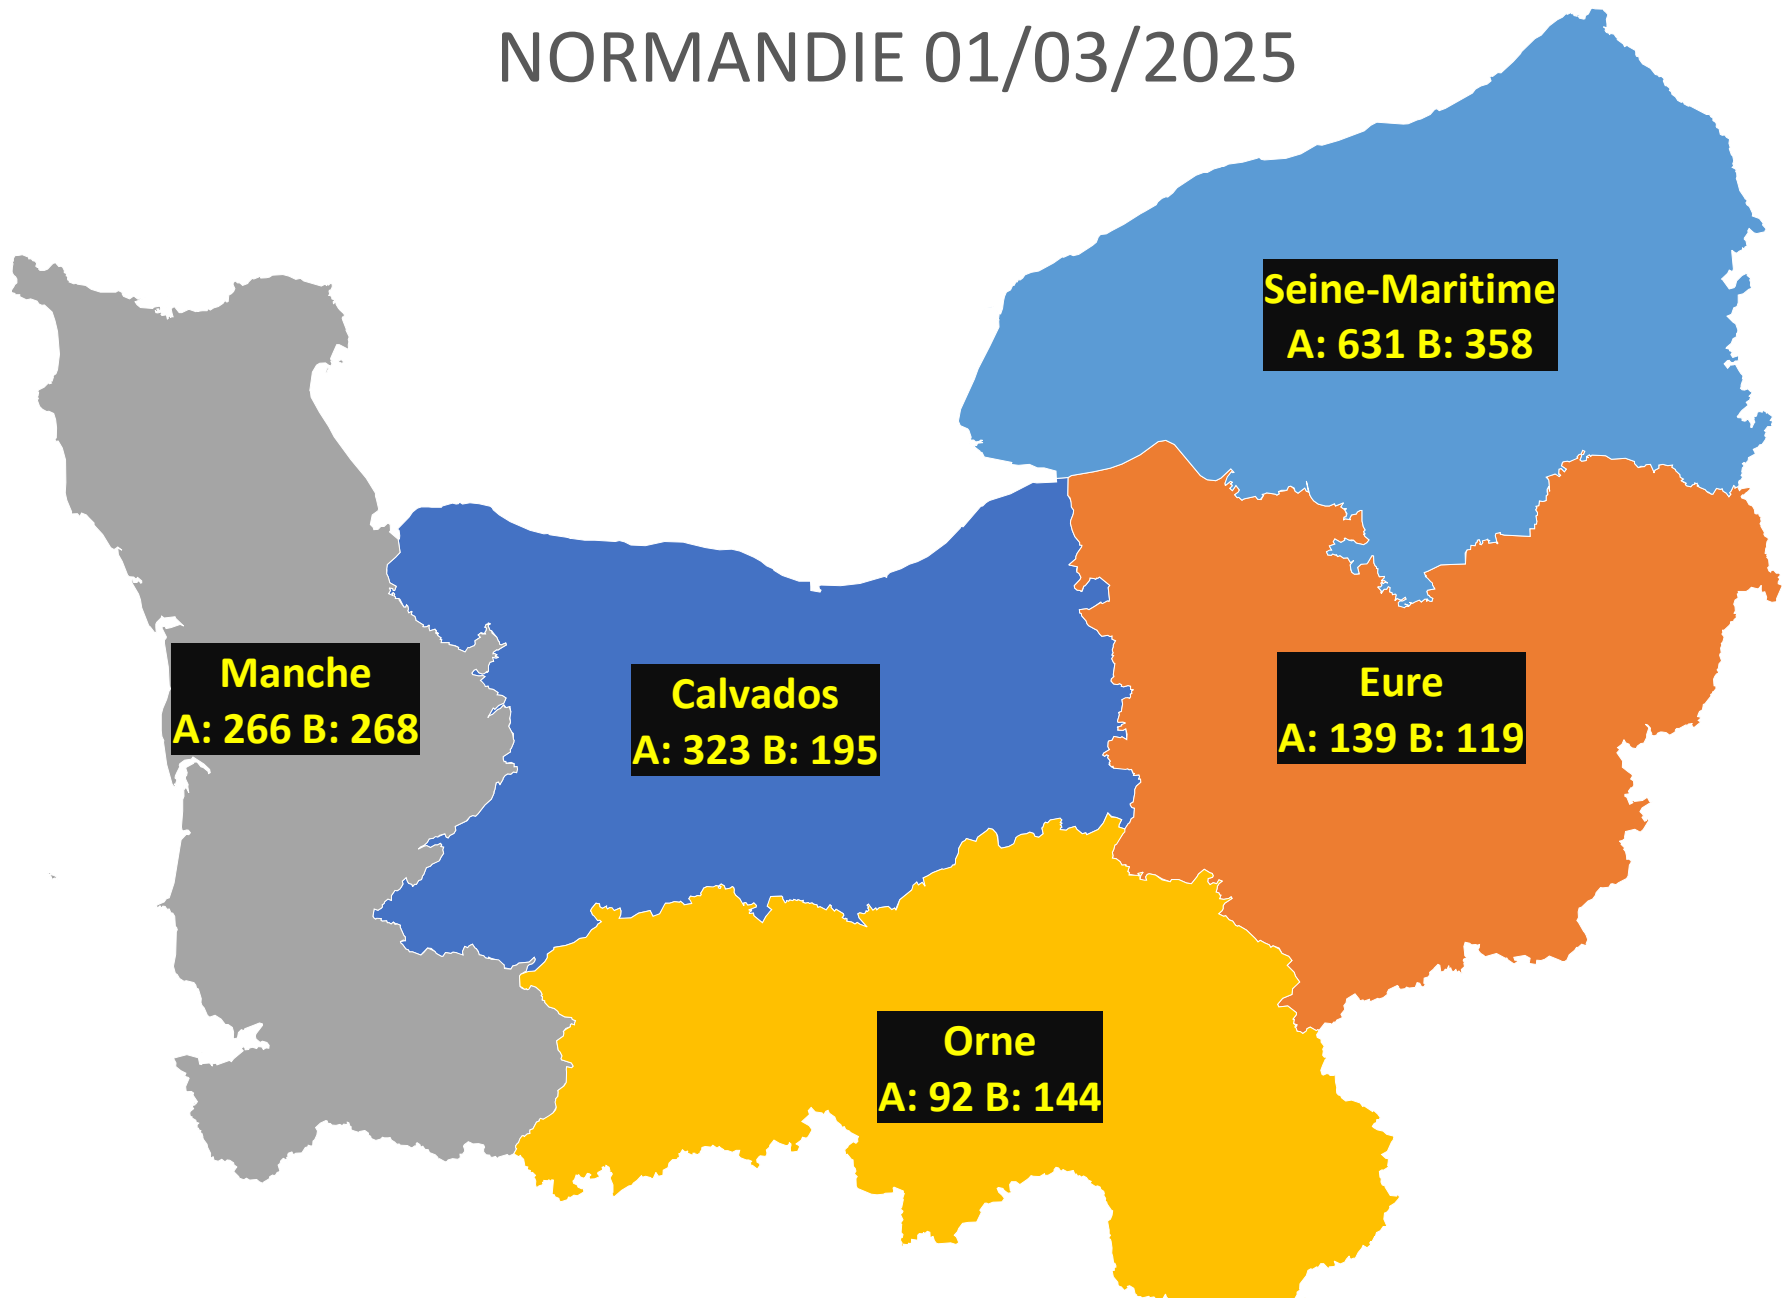 NORMANDIE 01/03/2025
Seine-Maritime
A: 631 B: 358
Manche
A: 266 B: 268
Calvados
A: 323 B: 195
Eure
A: 139 B: 119
Orne
A: 92 B: 144